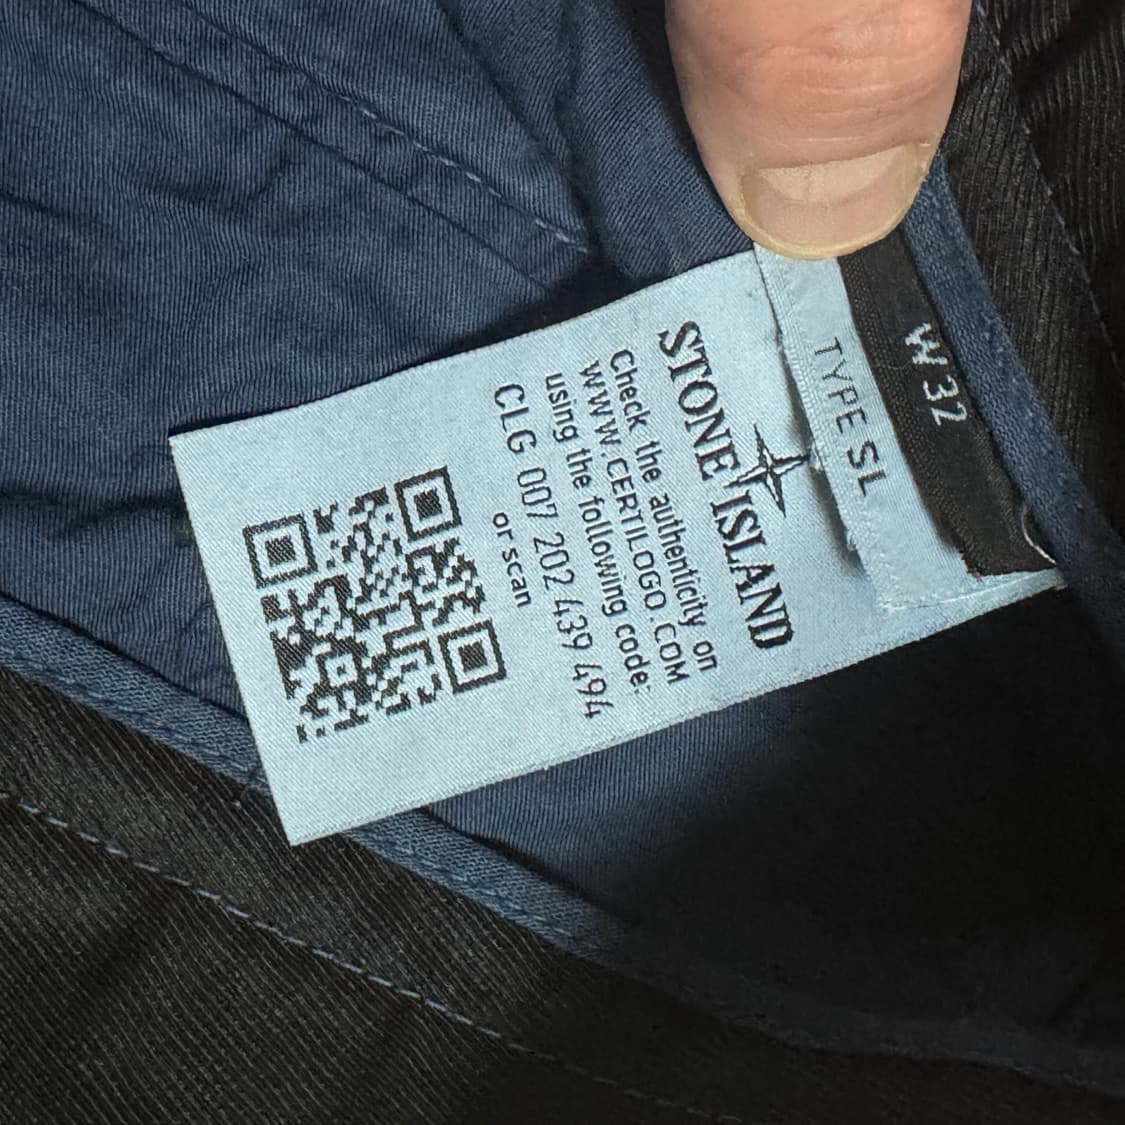 W 32
TYPE SL
STONE ISLAND
Check the authenticity on
WWW.CERTILOGO.COM
using the following code:
CLG 007 202 439 494
or scan